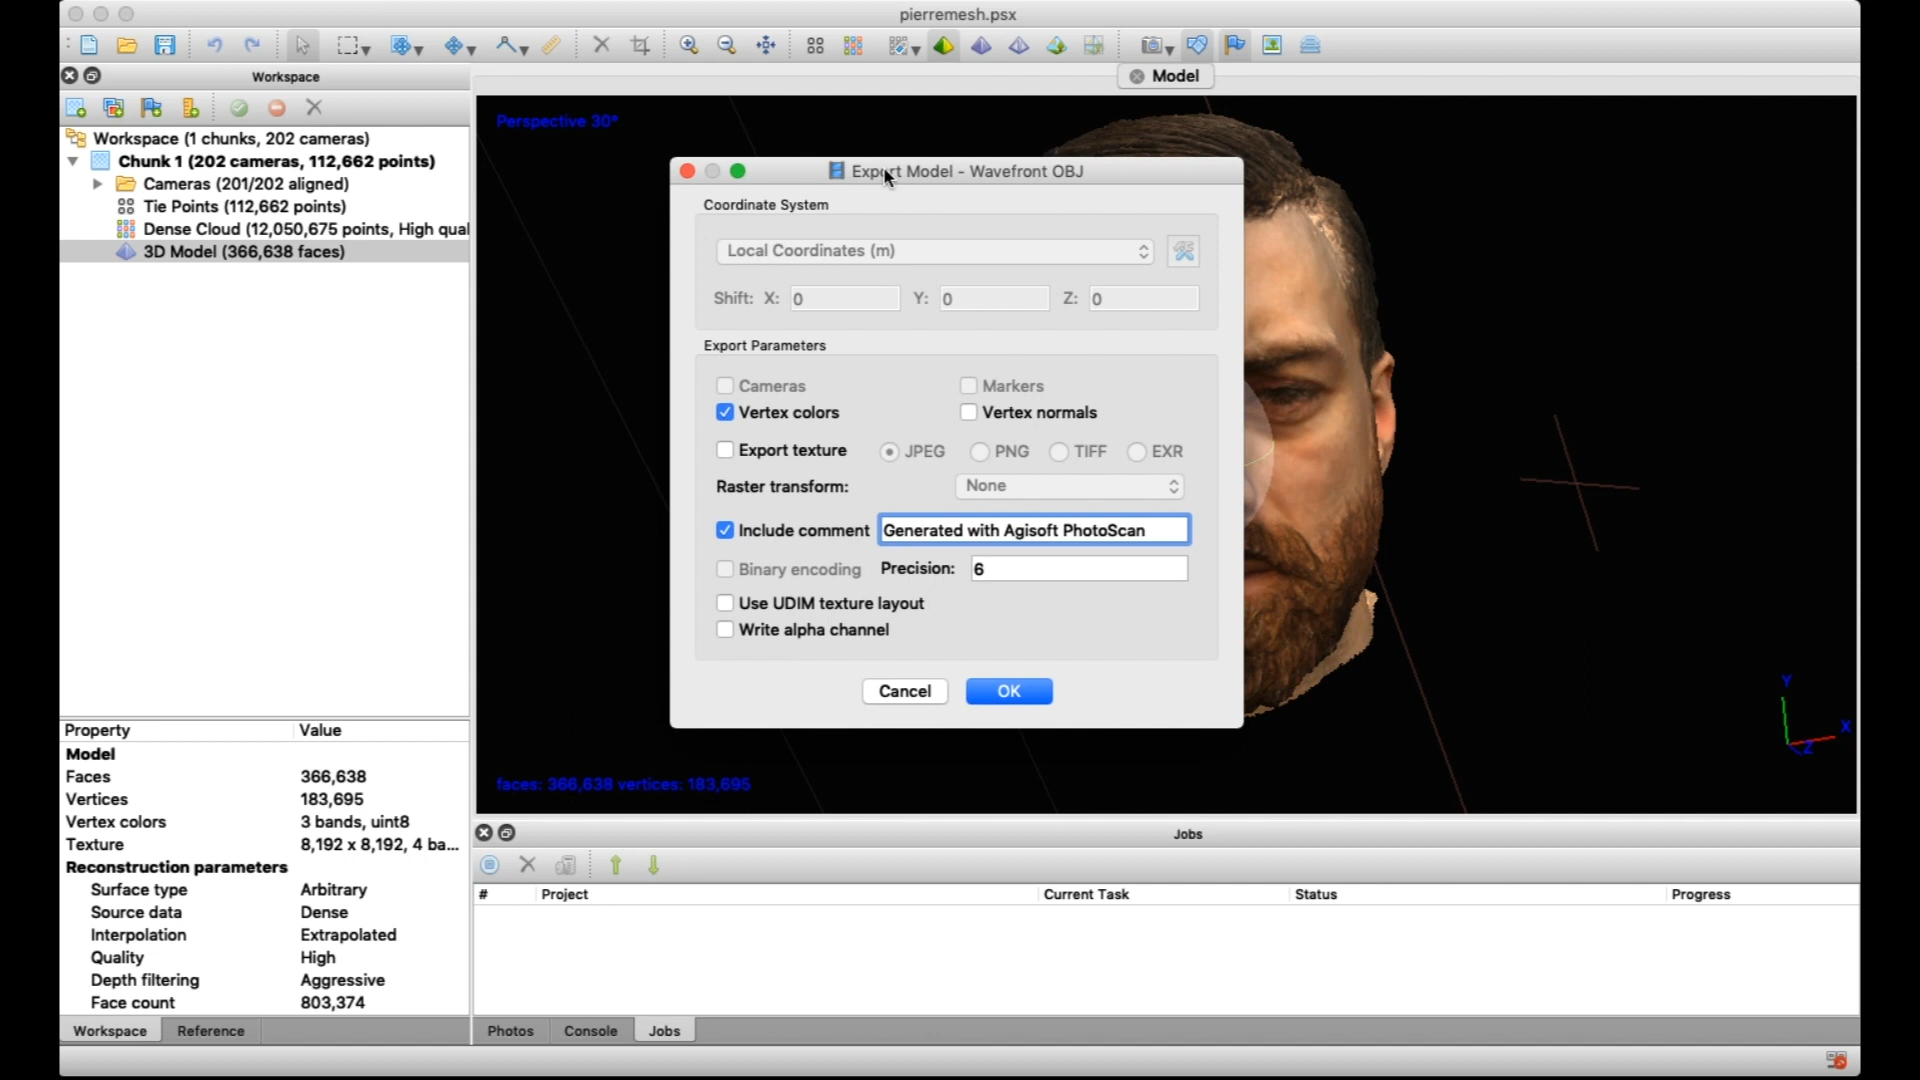 pierremesh.psx
Workspace
Model
Workspace (1 chunks, 202 cameras)
Chunk 1 (202 cameras, 112,662 points)
Cameras (201/202 aligned)
Tie Points (112,662 points)
Dense Cloud (12,050,675 points, High qual
3D Model (366,638 faces)
Perspective 30°
Export Model - Wavefront OBJ
Coordinate System
Local Coordinates (m)
Shift: X: 0 Y: 0 Z: 0
Export Parameters
Cameras Markers
Vertex colors Vertex normals
Export texture JPEG PNG TIFF EXR
Raster transform: None
Include comment Generated with Agisoft PhotoScan
Binary encoding Precision: 6
Use UDIM texture layout
Write alpha channel
Cancel OK
faces: 366,638 vertices: 183,695
Y
X
Z
Property Value
Model
Faces 366,638
Vertices 183,695
Vertex colors 3 bands, uint8
Texture 8,192 x 8,192, 4 ba...
Reconstruction parameters
Surface type Arbitrary
Source data Dense
Interpolation Extrapolated
Quality High
Depth filtering Aggressive
Face count 803,374
Workspace Reference
Jobs
# Project Current Task Status Progress
Photos Console Jobs